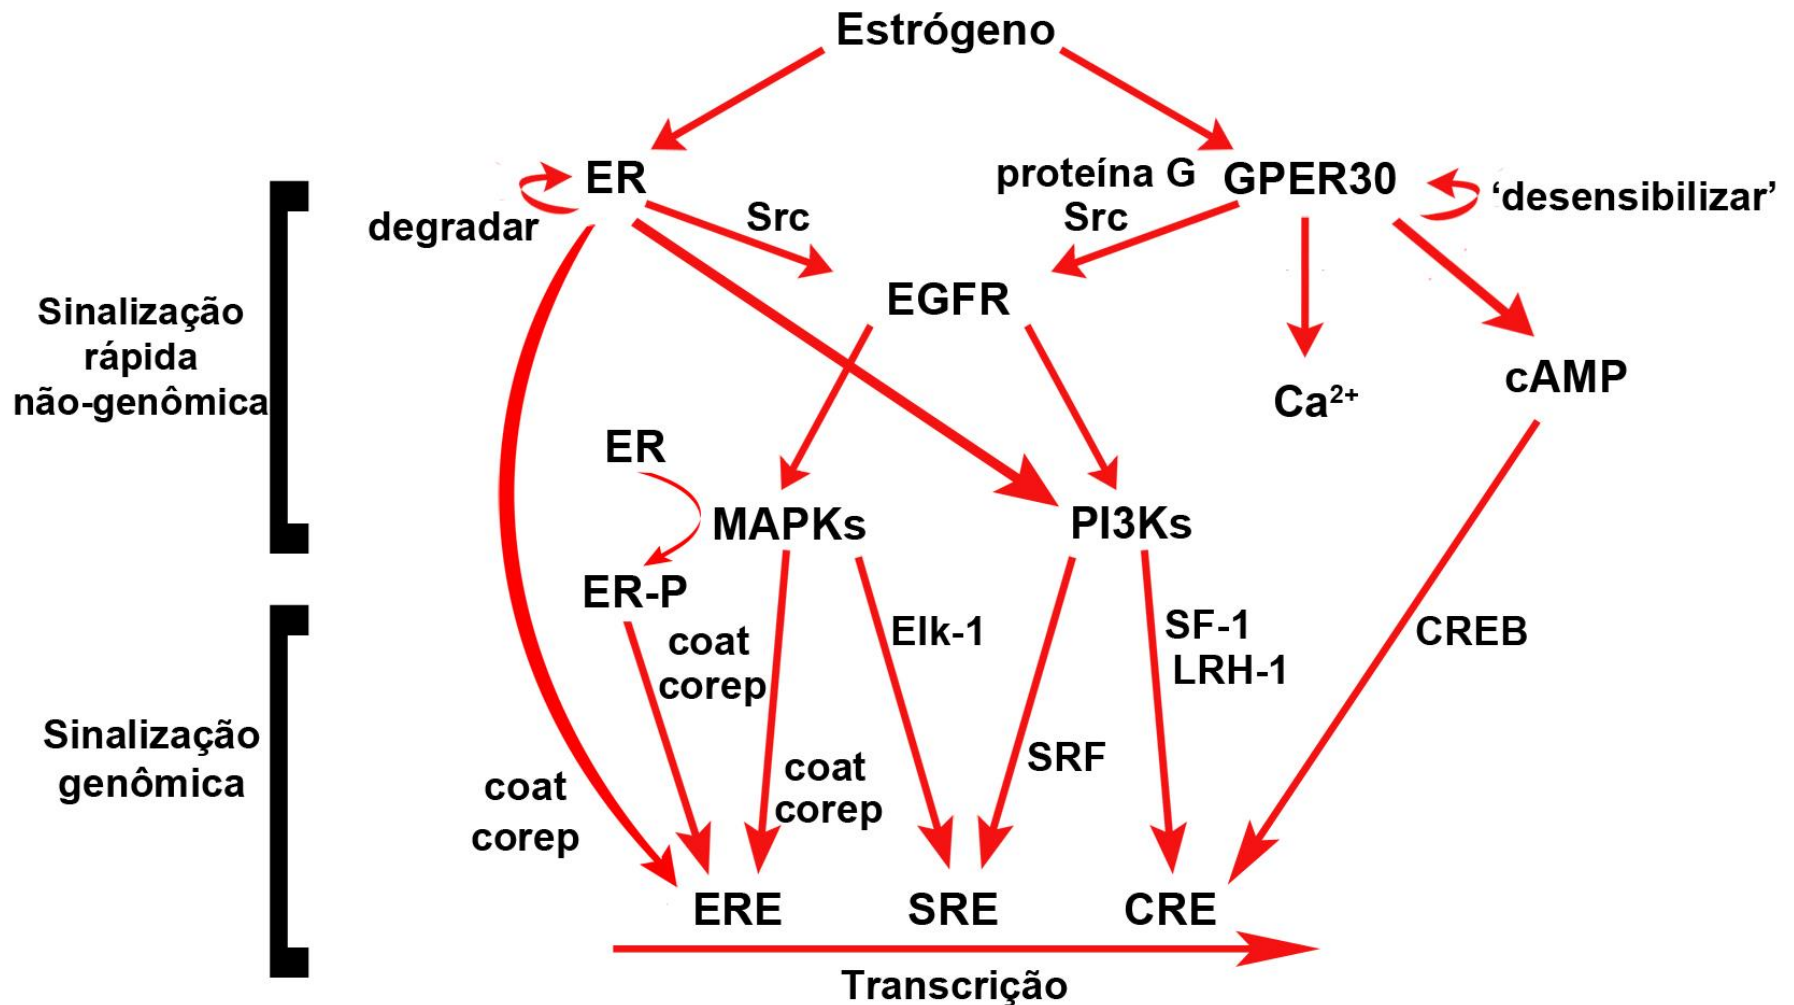 Estrógeno
ER
proteína G
GPER30
Src
Src
degradar
'desensibilizar'
EGFR
Sinalização
rápida
não-genômica
Ca²⁺
cAMP
ER
MAPKs
PI3Ks
ER-P
coat
corep
Elk-1
SF-1
LRH-1
CREB
Sinalização
genômica
SRF
coat
corep
coat
corep
ERE
SRE
CRE
Transcrição